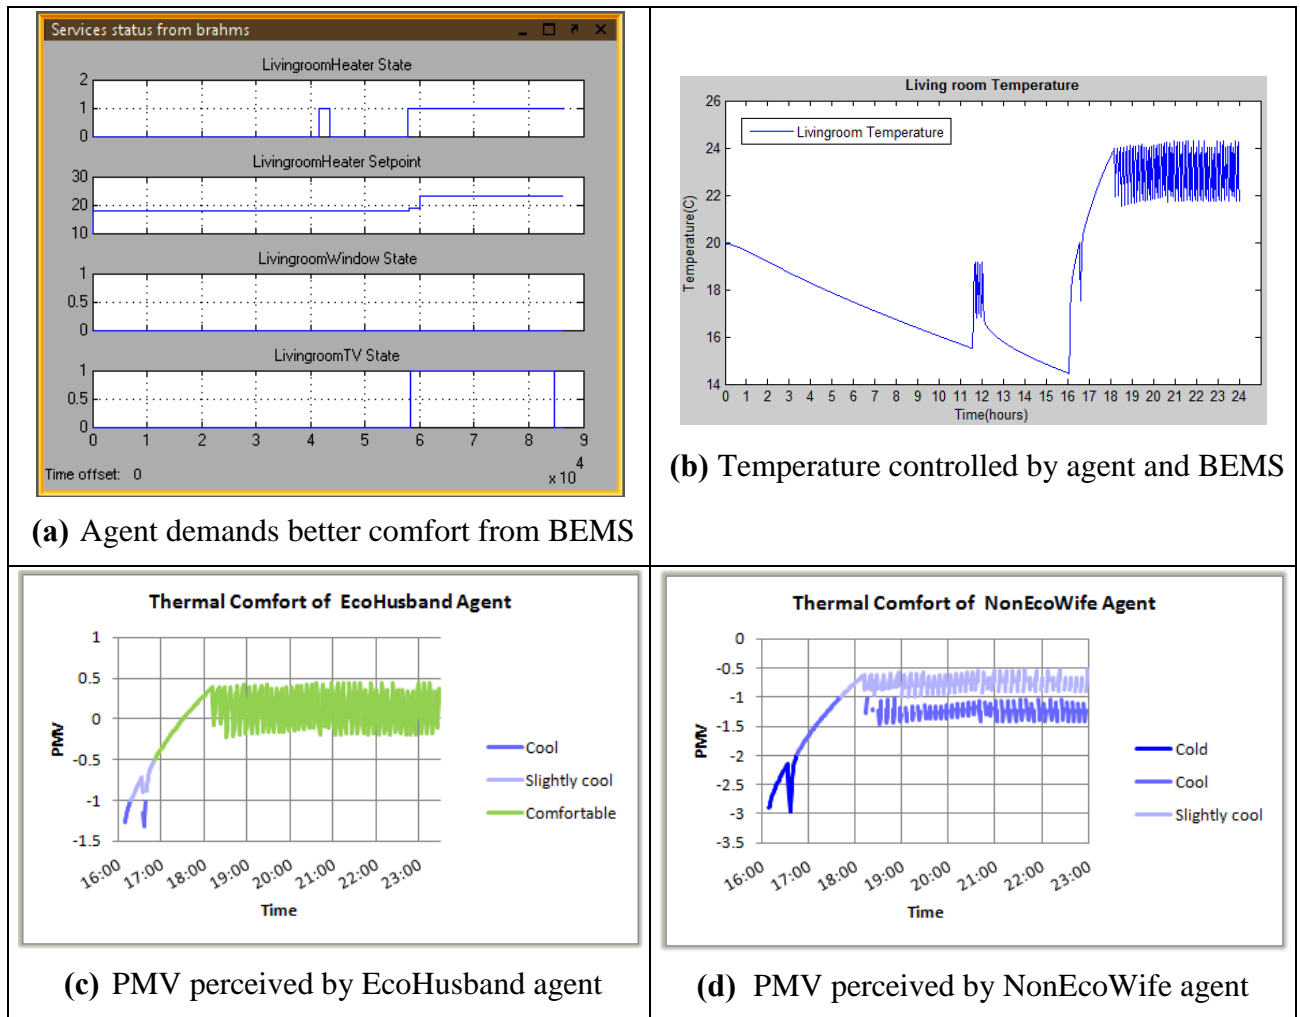 Services status from brahms
LivingroomHeater State
2
1
0
LivingroomHeater Setpoint
30
20
10
LivingroomWindow State
1
0.5
0
LivingroomTV State
1
0.5
0
0 1 2 3 4 5 6 7 8 9
x 10^4
Time offset: 0
(a) Agent demands better comfort from BEMS
Living room Temperature
Livingroom Temperature
26
24
22
20
18
16
14
Temperature(C)
0 1 2 3 4 5 6 7 8 9 10 11 12 13 14 15 16 17 18 19 20 21 22 23 24
Time(hours)
(b) Temperature controlled by agent and BEMS
Thermal Comfort of EcoHusband Agent
1
0.5
0
-0.5
-1
-1.5
PMV
16:00 17:00 18:00 19:00 20:00 21:00 22:00 23:00
Time
Cool
Slightly cool
Comfortable
(c) PMV perceived by EcoHusband agent
Thermal Comfort of NonEcoWife Agent
0
-0.5
-1
-1.5
-2
-2.5
-3
-3.5
PMV
16:00 17:00 18:00 19:00 20:00 21:00 22:00 23:00
Time
Cold
Cool
Slightly cool
(d) PMV perceived by NonEcoWife agent